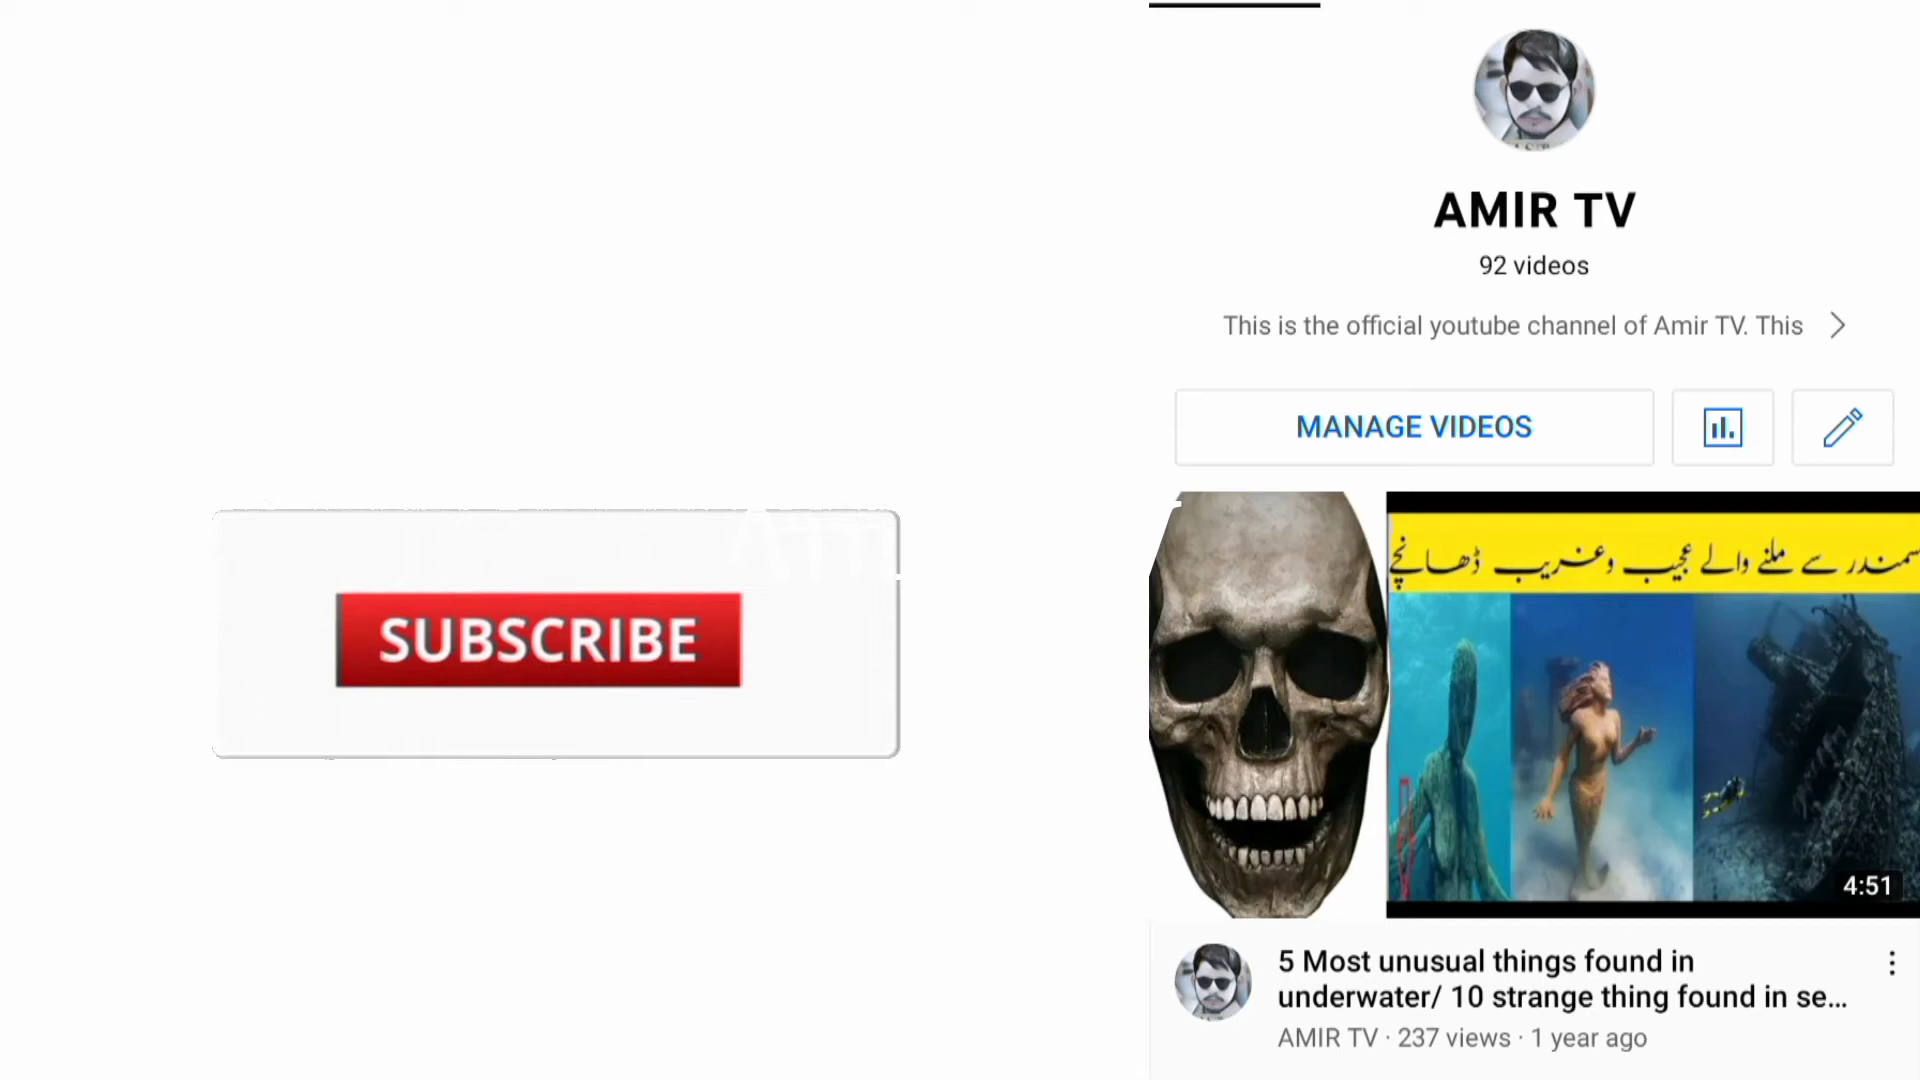 SUBSCRIBE
AMIR TV
92 videos
This is the official youtube channel of Amir TV. This
MANAGE VIDEOS
سمندر سے ملنے والے عجیب و غریب ڈھانچے
4:51
5 Most unusual things found in
underwater/ 10 strange thing found in se...
AMIR TV · 237 views · 1 year ago